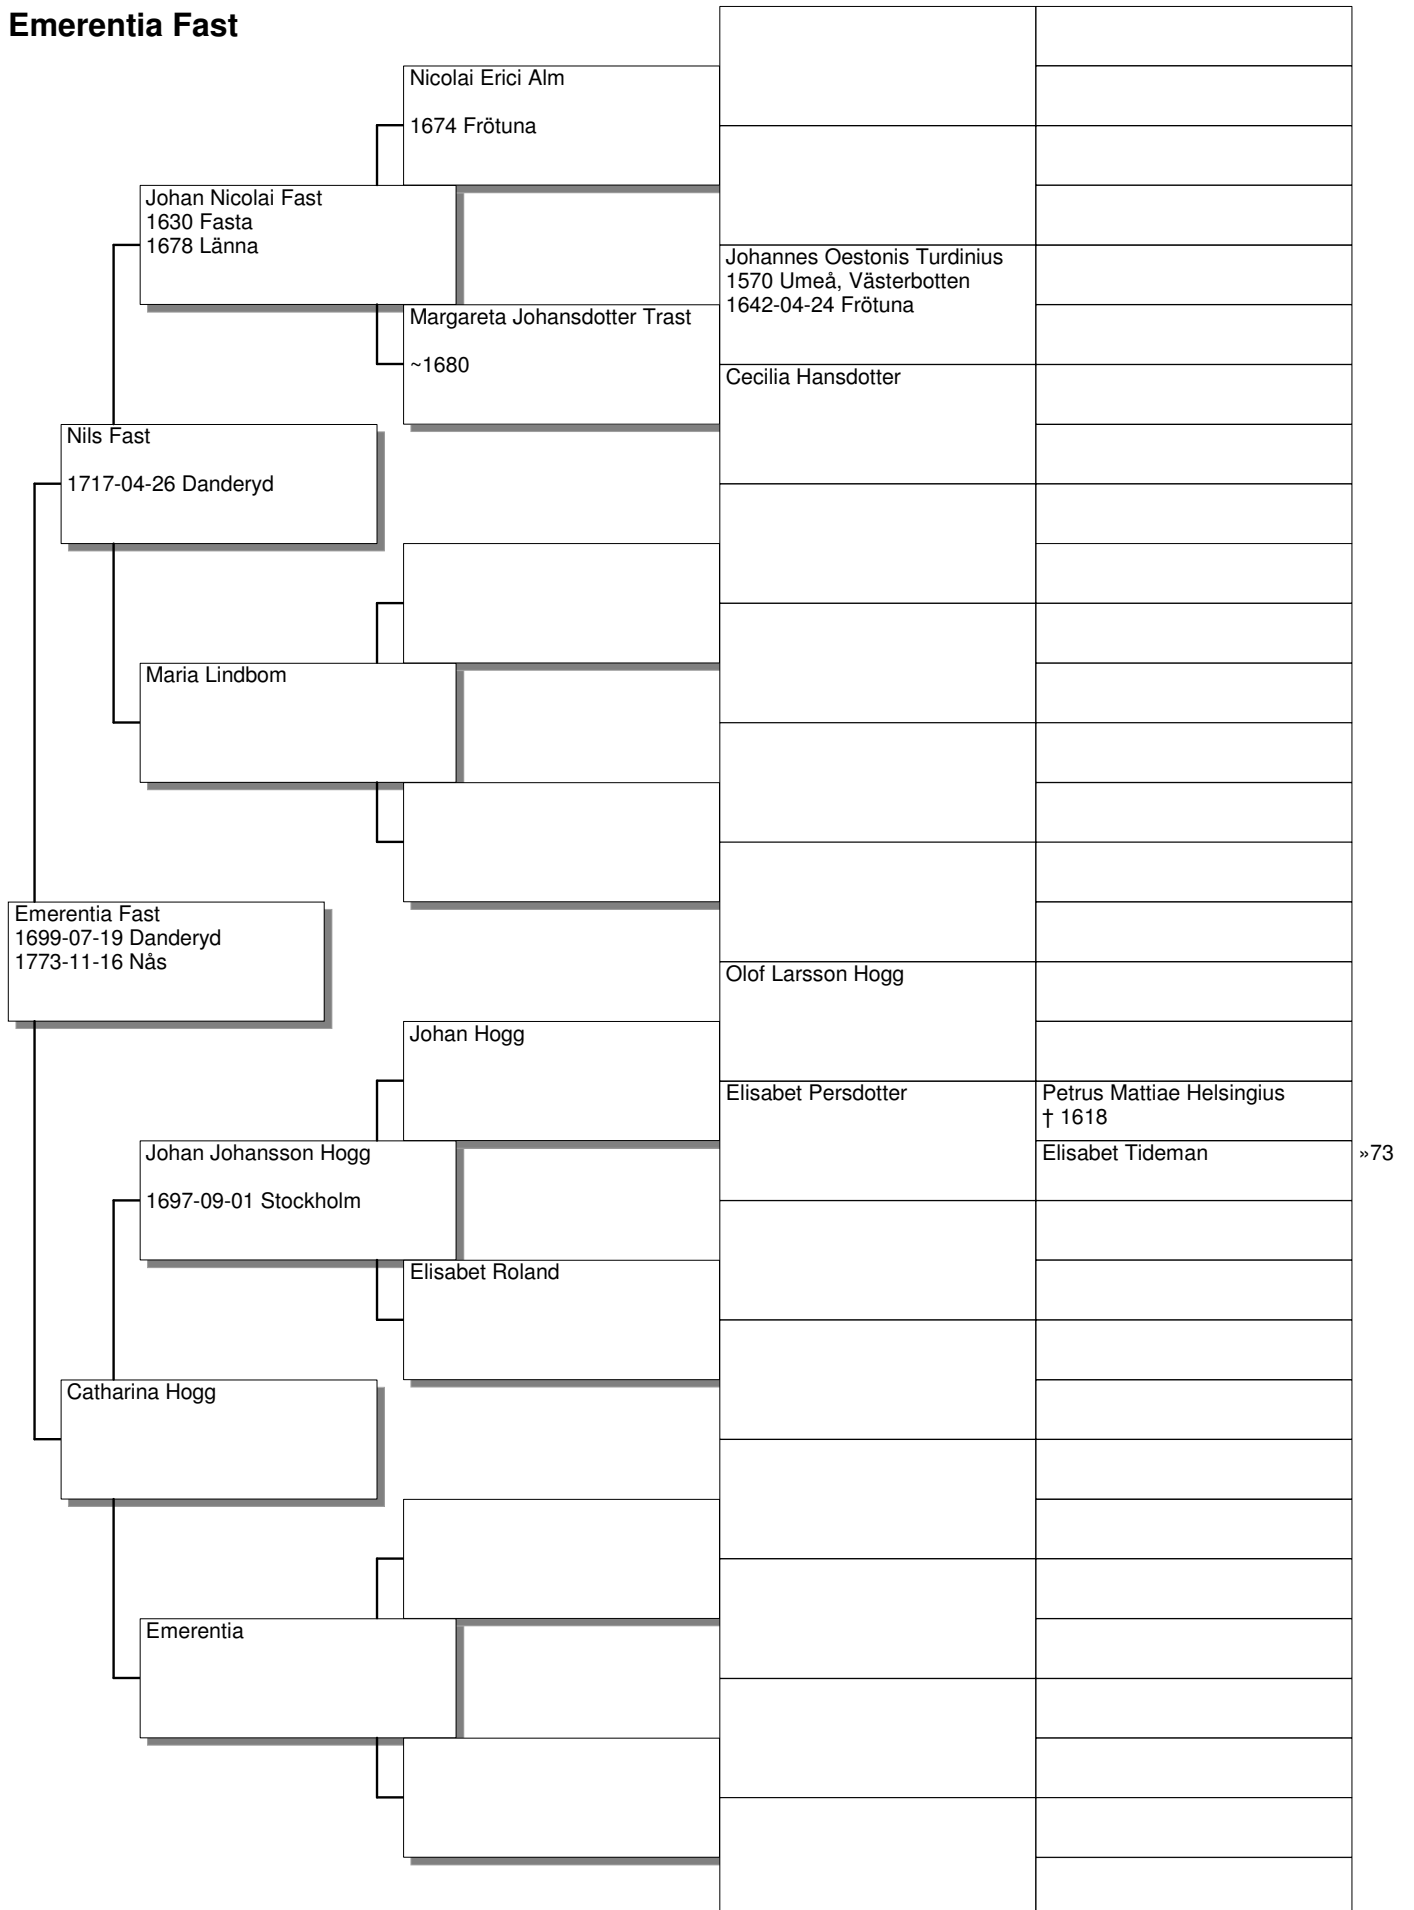 Emerentia Fast
Nicolai Erici Alm
1674 Frötuna
Johan Nicolai Fast
1630 Fasta
1678 Länna
Johannes Oestonis Turdinius
1570 Umeå, Västerbotten
1642-04-24 Frötuna
Margareta Johansdotter Trast
~1680
Cecilia Hansdotter
Nils Fast
1717-04-26 Danderyd
Maria Lindbom
Emerentia Fast
1699-07-19 Danderyd
1773-11-16 Nås
Olof Larsson Hogg
Johan Hogg
Elisabet Persdotter
Petrus Mattiae Helsingius
† 1618
Johan Johansson Hogg
1697-09-01 Stockholm
Elisabet Tideman
»73
Elisabet Roland
Catharina Hogg
Emerentia